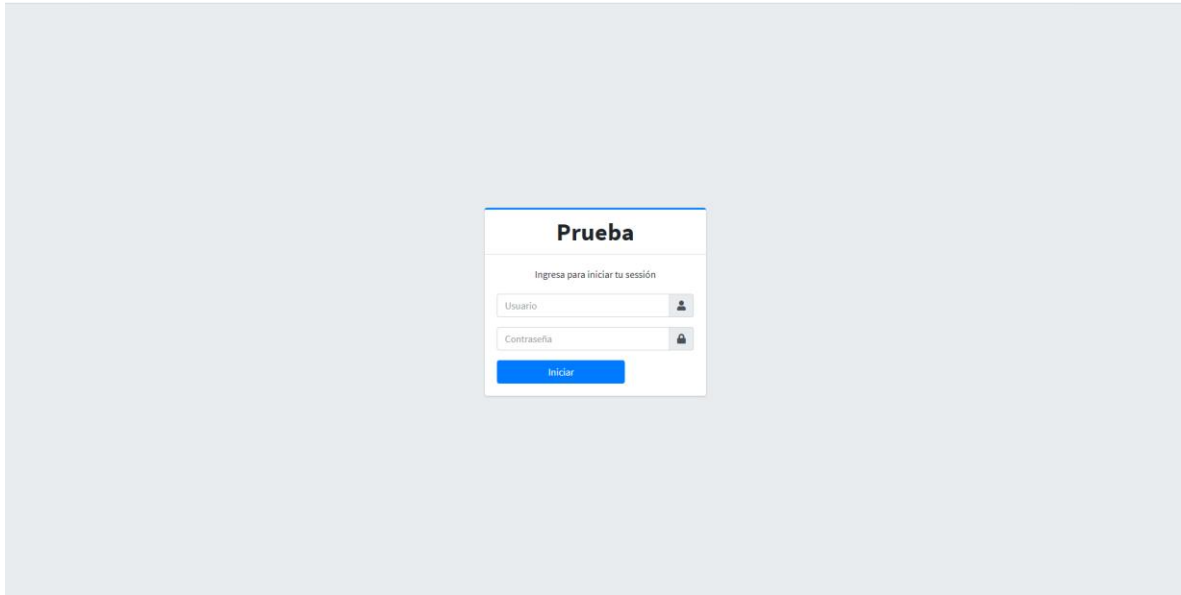 Prueba
Ingresa para iniciar tu sessión
Usuario
Contraseña
Iniciar